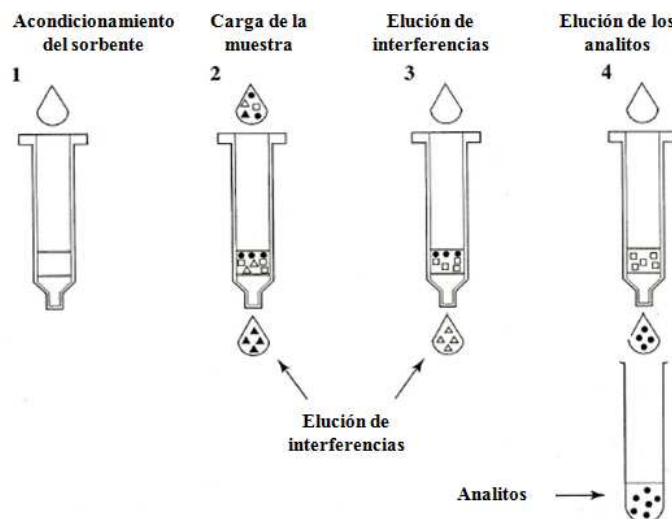 Acondicionamiento
del sorbente
1
Carga de la
muestra
2
Elución de
interferencias
3
Elución de los
analitos
4
Elución de
interferencias
Analitos